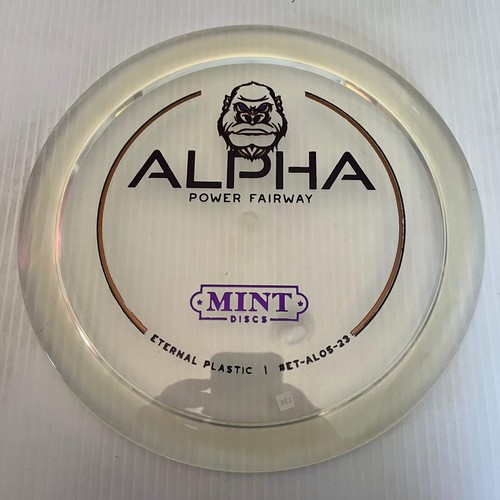 ALPHA
POWER FAIRWAY
MINT
DISCS
ETERNAL PLASTIC | #ET-AL05-23